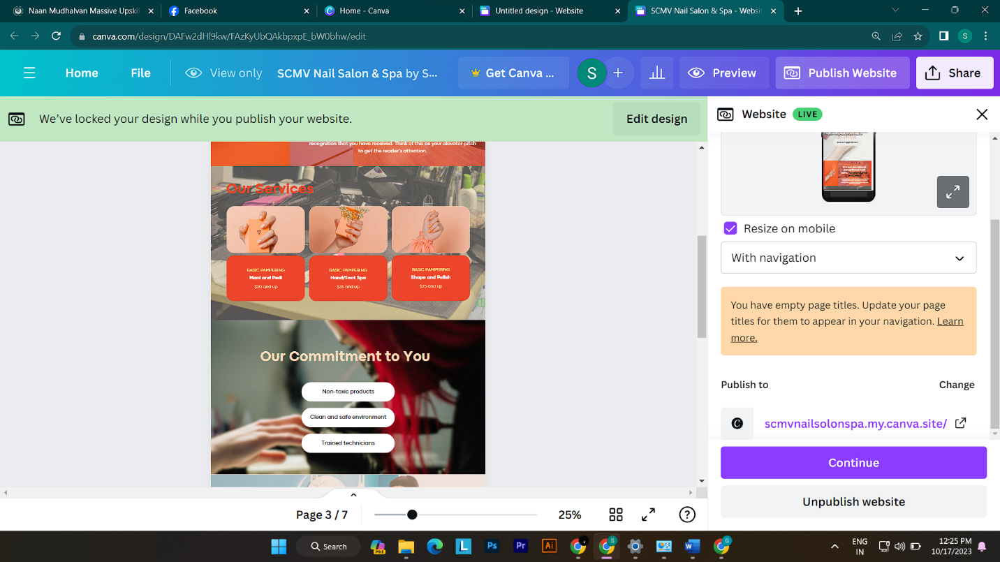 Naan Mudhalvan Massive Upskil
Facebook
Home - Canva
Untitled design - Website
SCMV Nail Salon & Spa - Websi
canva.com/design/DAFw2dHl9kw/FAzKyUbQAkbpxpE_bW0bhw/edit
S
Home
File
View only
SCMV Nail Salon & Spa by S...
Get Canva ...
S
Preview
Publish Website
Share
We've locked your design while you publish your website.
Edit design
Website
LIVE
recognition that you have received. Think of this as your elevator pitch
to get the reader's attention.
Our Services
BASIC PAMPERING
Mani and Pedi
$20 and up
BASIC PAMPERING
Hand/Foot Spa
$35 and up
BASIC PAMPERING
Shape and Polish
$25 and up
Our Commitment to You
Non-toxic products
Clean and safe environment
Trained technicians
Resize on mobile
With navigation
You have empty page titles. Update your page
titles for them to appear in your navigation. Learn
more.
Publish to
Change
scmvnailsolonspa.my.canva.site/
Continue
Unpublish website
Page 3 / 7
25%
Search
PRE
L
Ps
Pr
Ai
S
G
ENG
IN
12:25 PM
10/17/2023